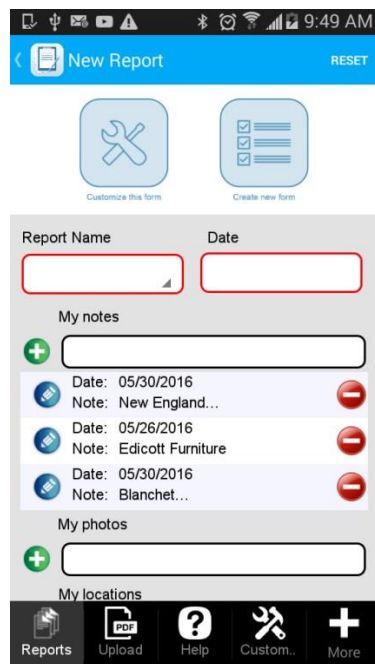 9:49 AM
New Report
RESET
Customize this form
Create new form
Report Name
Date
My notes
Date: 05/30/2016
Note: New England...
Date: 05/26/2016
Note: Edicott Furniture
Date: 05/30/2016
Note: Blanchet...
My photos
My locations
PDF
Reports
Upload
Help
Custom..
More